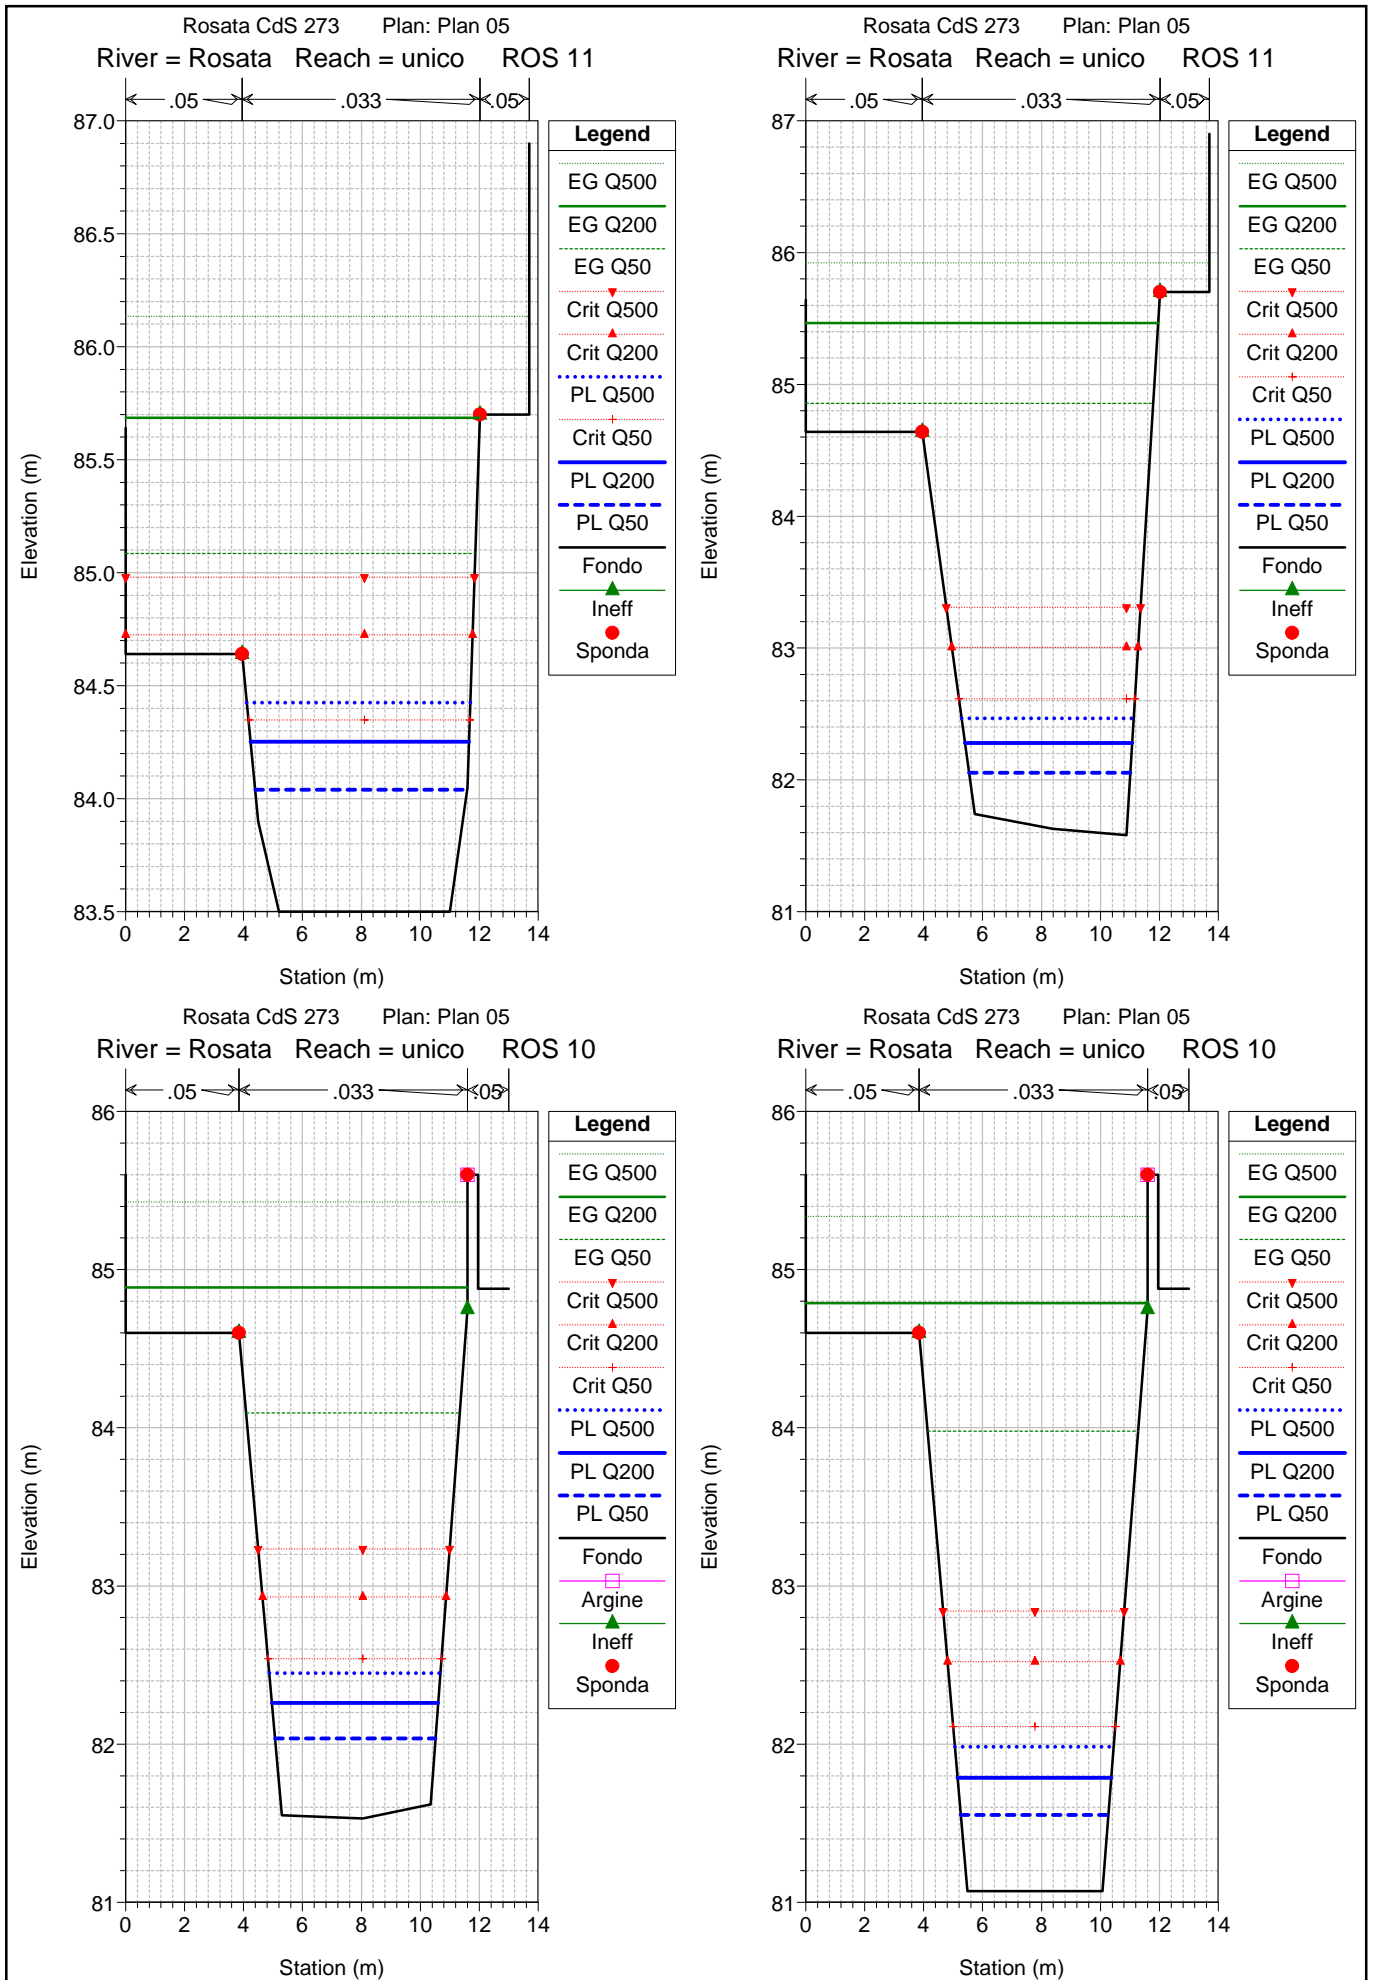 Rosata CdS 273 Plan: Plan 05
River = Rosata Reach = unico ROS 11
.05 .033 .05
87.0
86.5
86.0
85.5
85.0
84.5
84.0
83.5
Elevation (m)
0 2 4 6 8 10 12 14
Station (m)
Legend
EG Q500
EG Q200
EG Q50
Crit Q500
Crit Q200
PL Q500
Crit Q50
PL Q200
PL Q50
Fondo
Ineff
Sponda
Rosata CdS 273 Plan: Plan 05
River = Rosata Reach = unico ROS 11
.05 .033 .05
87
86
85
84
83
82
81
Elevation (m)
0 2 4 6 8 10 12 14
Station (m)
Legend
EG Q500
EG Q200
EG Q50
Crit Q500
Crit Q200
Crit Q50
PL Q500
PL Q200
PL Q50
Fondo
Ineff
Sponda
Rosata CdS 273 Plan: Plan 05
River = Rosata Reach = unico ROS 10
.05 .033 .05
86
85
84
83
82
81
Elevation (m)
0 2 4 6 8 10 12 14
Station (m)
Legend
EG Q500
EG Q200
EG Q50
Crit Q500
Crit Q200
Crit Q50
PL Q500
PL Q200
PL Q50
Fondo
Argine
Ineff
Sponda
Rosata CdS 273 Plan: Plan 05
River = Rosata Reach = unico ROS 10
.05 .033 .05
86
85
84
83
82
81
Elevation (m)
0 2 4 6 8 10 12 14
Station (m)
Legend
EG Q500
EG Q200
EG Q50
Crit Q500
Crit Q200
Crit Q50
PL Q500
PL Q200
PL Q50
Fondo
Argine
Ineff
Sponda